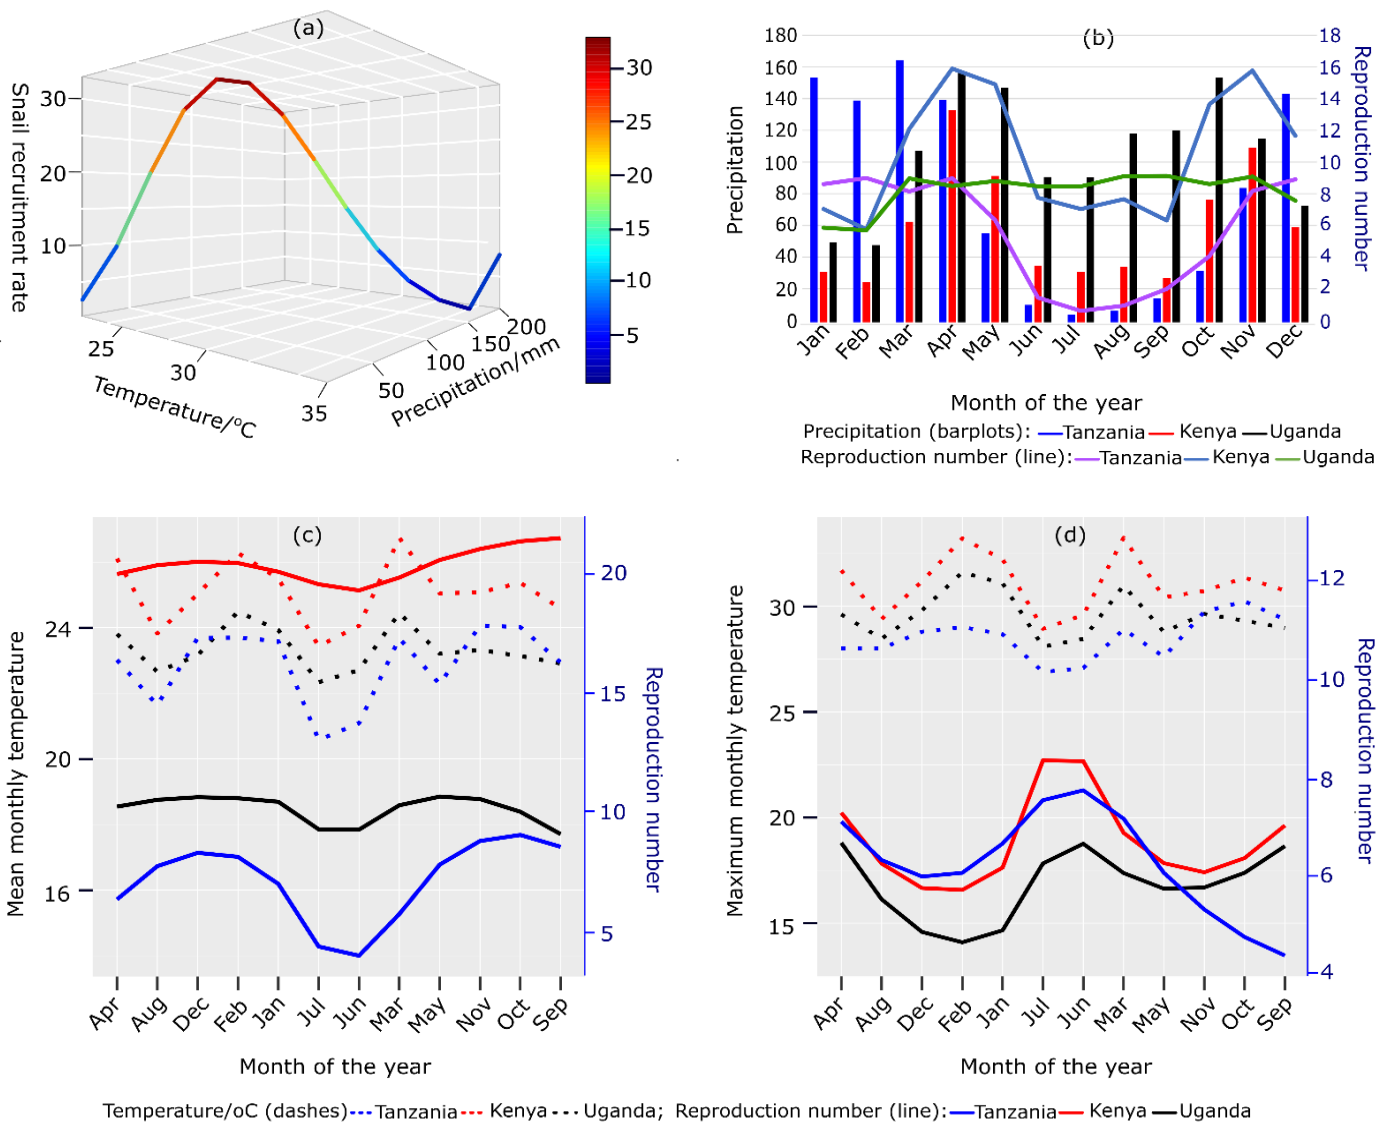 (a)
Snail recruitment rate
30
20
10
25
30
35
Temperature/ºC
50
100
150
200
Precipitation/mm
30
25
20
15
10
5
(b)
Precipitation
180
160
140
120
100
80
60
40
20
0
18
16
14
12
10
8
6
4
2
0
Reproduction number
Jan Feb Mar Apr May Jun Jul Aug Sep Oct Nov Dec
Month of the year
Precipitation (barplots): Tanzania Kenya Uganda
Reproduction number (line): Tanzania Kenya Uganda
(c)
Mean monthly temperature
24
20
16
20
15
10
5
Reproduction number
Apr Aug Dec Feb Jan Jul Jun Mar May Nov Oct Sep
Month of the year
(d)
Maximum monthly temperature
30
25
20
15
12
10
8
6
4
Reproduction number
Apr Aug Dec Feb Jan Jul Jun Mar May Nov Oct Sep
Month of the year
Temperature/oC (dashes) Tanzania Kenya Uganda; Reproduction number (line): Tanzania Kenya Uganda